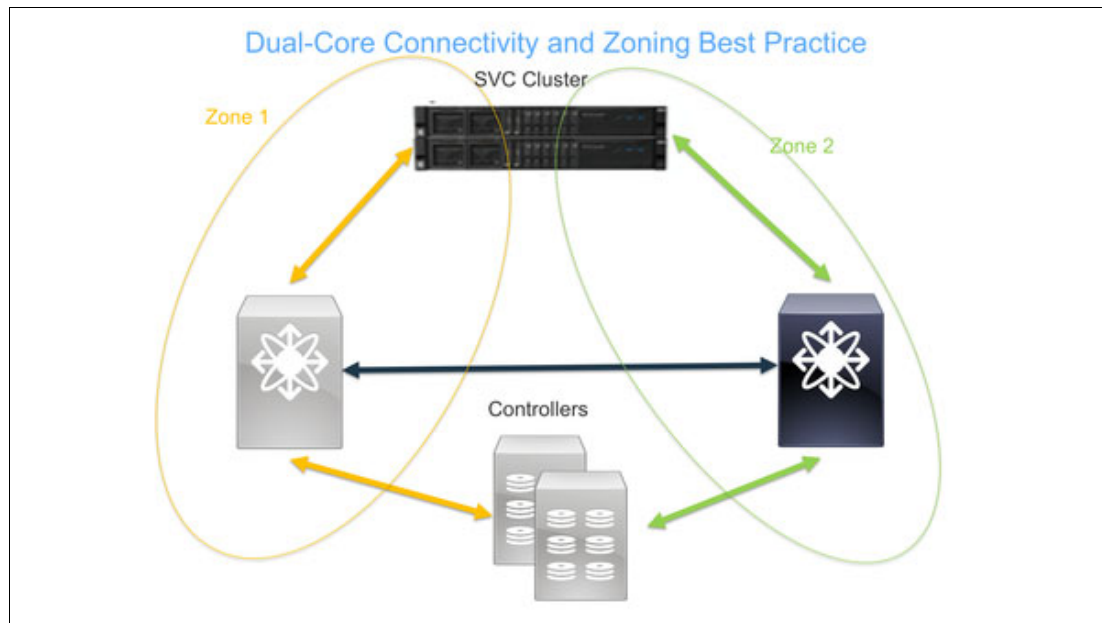 Dual-Core Connectivity and Zoning Best Practice
SVC Cluster
Zone 1
Zone 2
Controllers